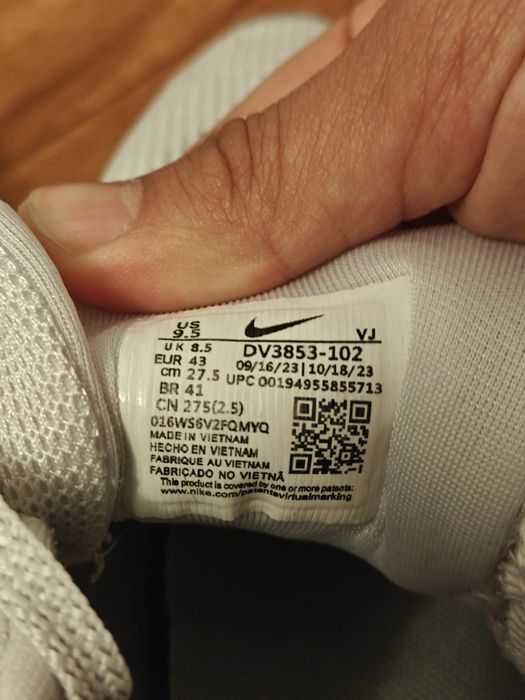 US
9.5
VJ
UK 8.5
DV3853-102
EUR 43
09/16/23 | 10/18/23
cm 27.5
UPC 00194955855713
BR 41
CN 275(2.5)
016WS6V2FQMYQ
MADE IN VIETNAM
HECHO EN VIETNAM
FABRIQUE AU VIETNAM
FABRICADO NO VIETNÃ
This product is covered by one or more patents:
www.nike.com/patentsvirtualmarking